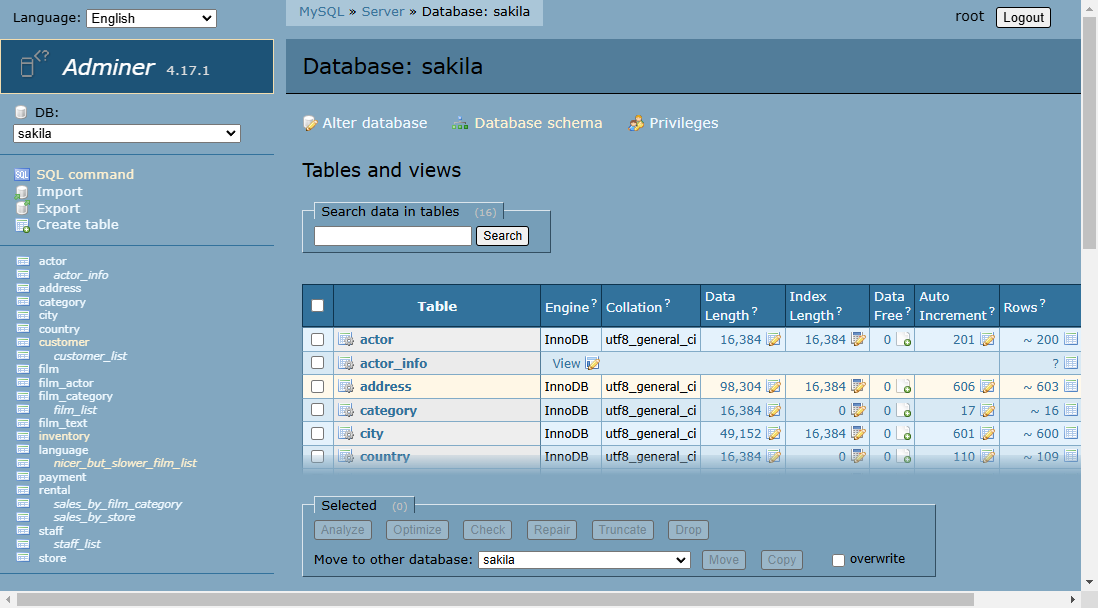 Language: English
MySQL » Server » Database: sakila
root Logout
Adminer 4.17.1
Database: sakila
DB:
sakila
Alter database Database schema Privileges
SQL command
Import
Export
Create table
Tables and views
Search data in tables (16)
Search
actor
actor_info
address
category
city
country
customer
customer_list
film
film_actor
film_category
film_list
film_text
inventory
language
nicer_but_slower_film_list
payment
rental
sales_by_film_category
sales_by_store
staff
staff_list
store
Table Engine? Collation? Data Length? Index Length? Data Free? Auto Increment? Rows?
actor InnoDB utf8_general_ci 16,384 16,384 0 201 ~ 200
actor_info View ?
address InnoDB utf8_general_ci 98,304 16,384 0 606 ~ 603
category InnoDB utf8_general_ci 16,384 0 0 17 ~ 16
city InnoDB utf8_general_ci 49,152 16,384 0 601 ~ 600
country InnoDB utf8_general_ci 16,384 0 0 110 ~ 109
Selected (0)
Analyze Optimize Check Repair Truncate Drop
Move to other database: sakila Move Copy overwrite